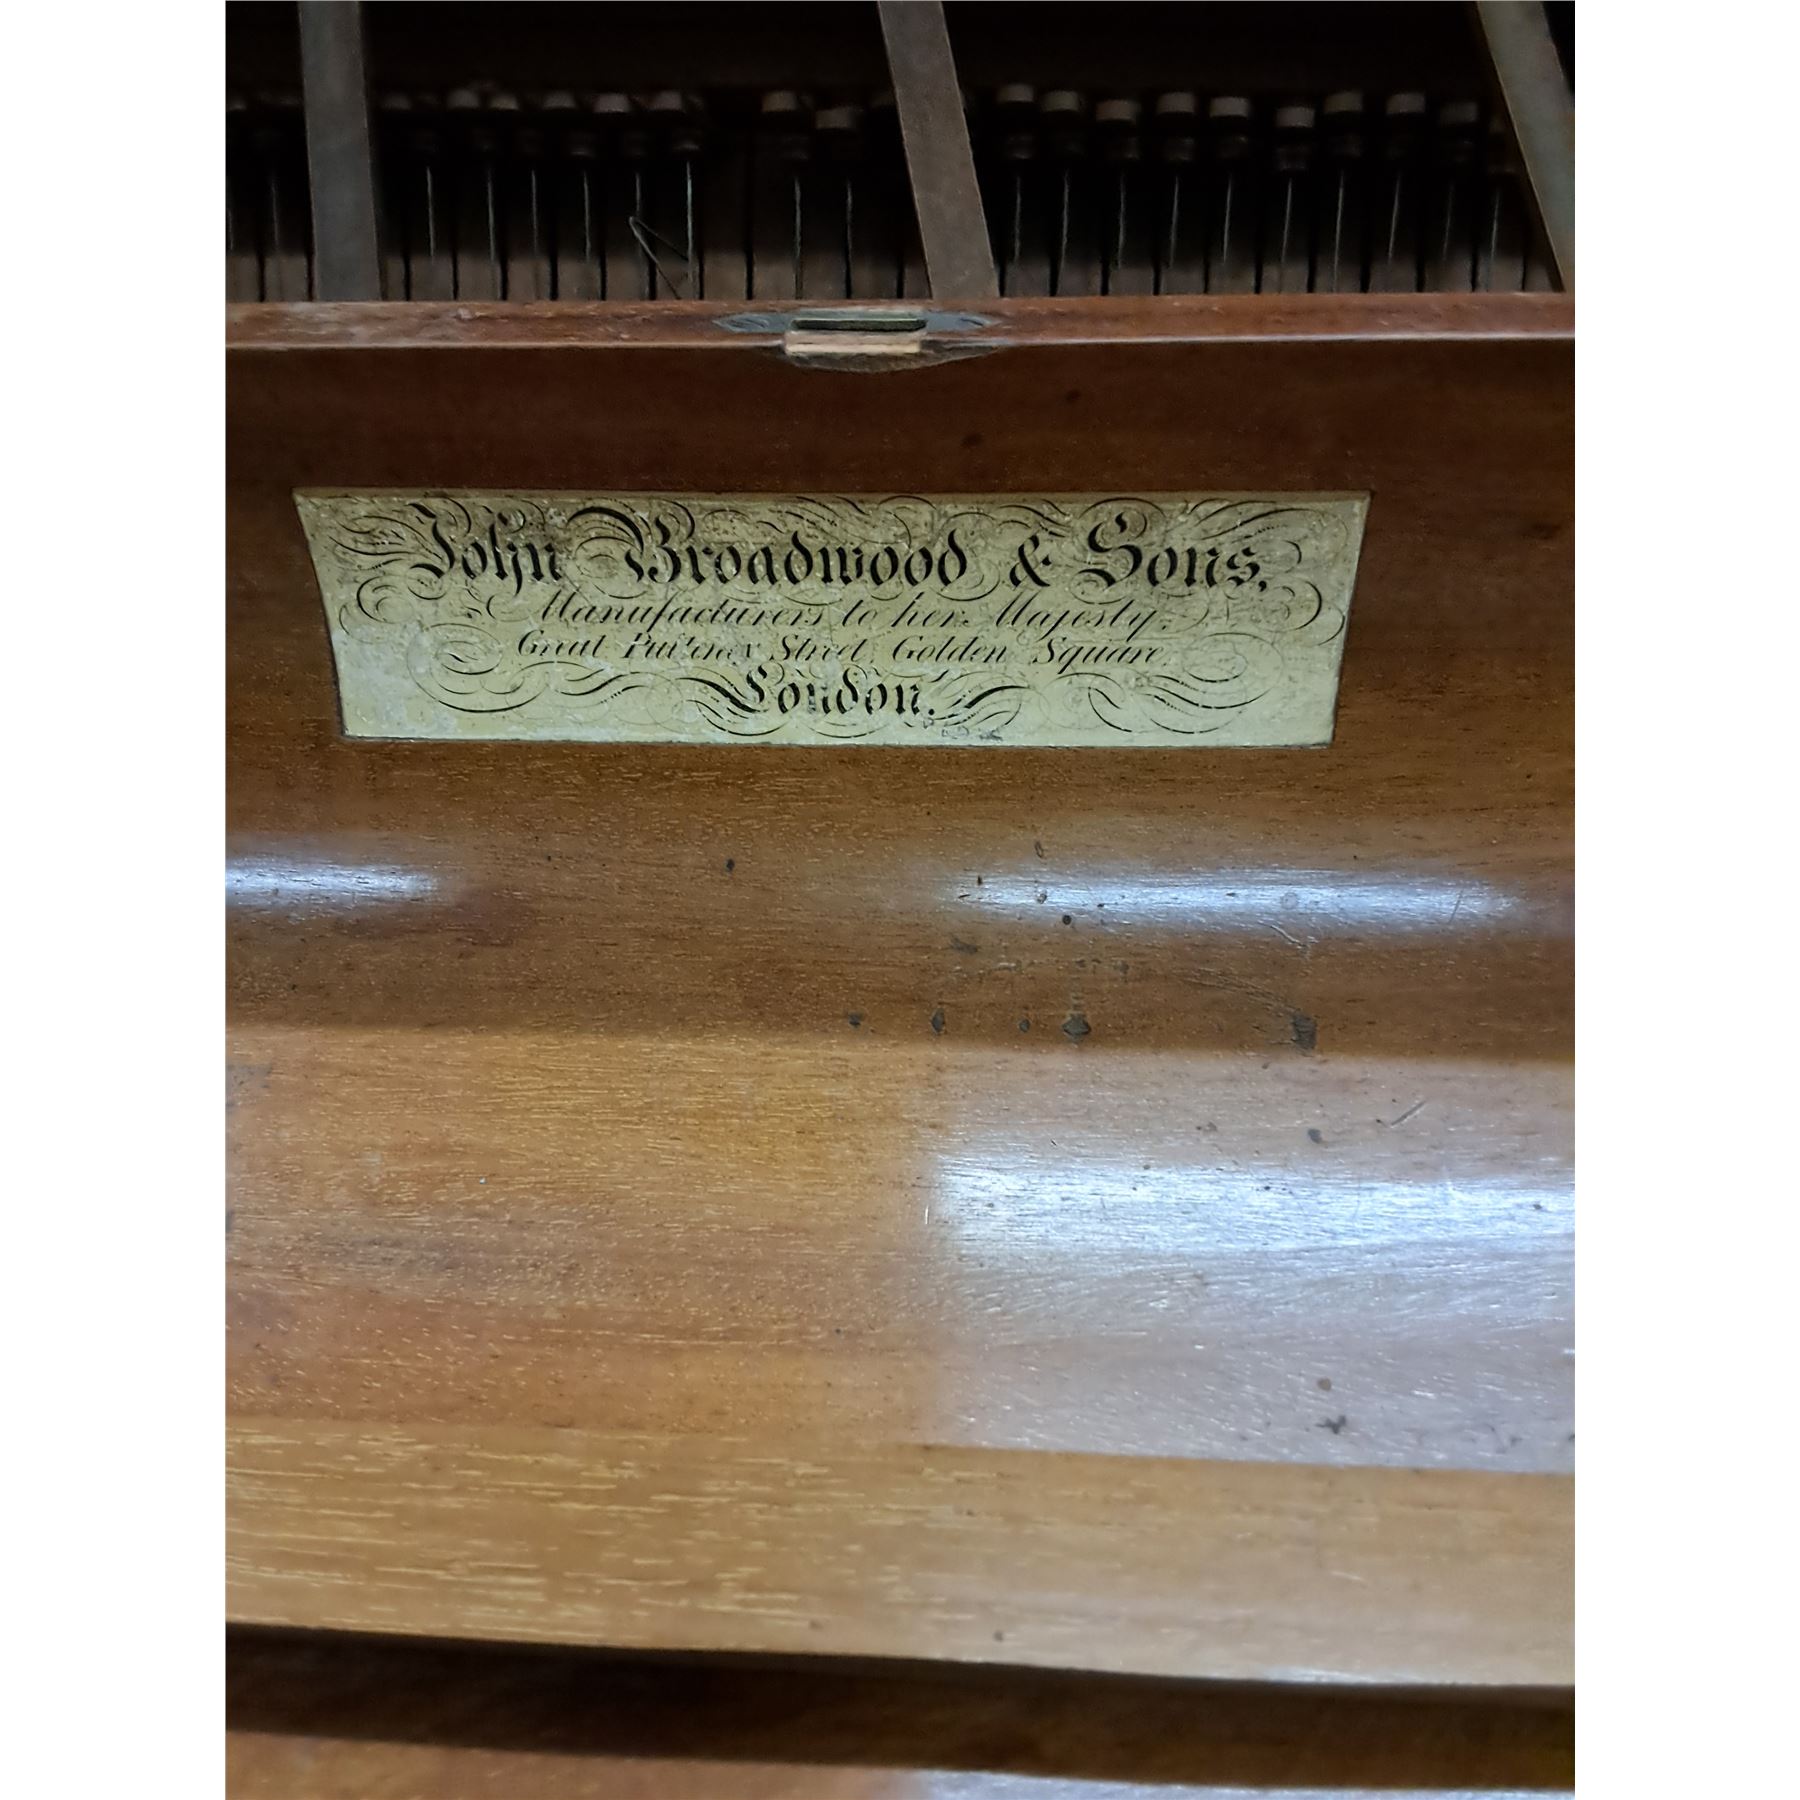 John Broadwood & Sons,
Manufacturers to her Majesty,
Great Pulteney Street, Golden Square,
London.